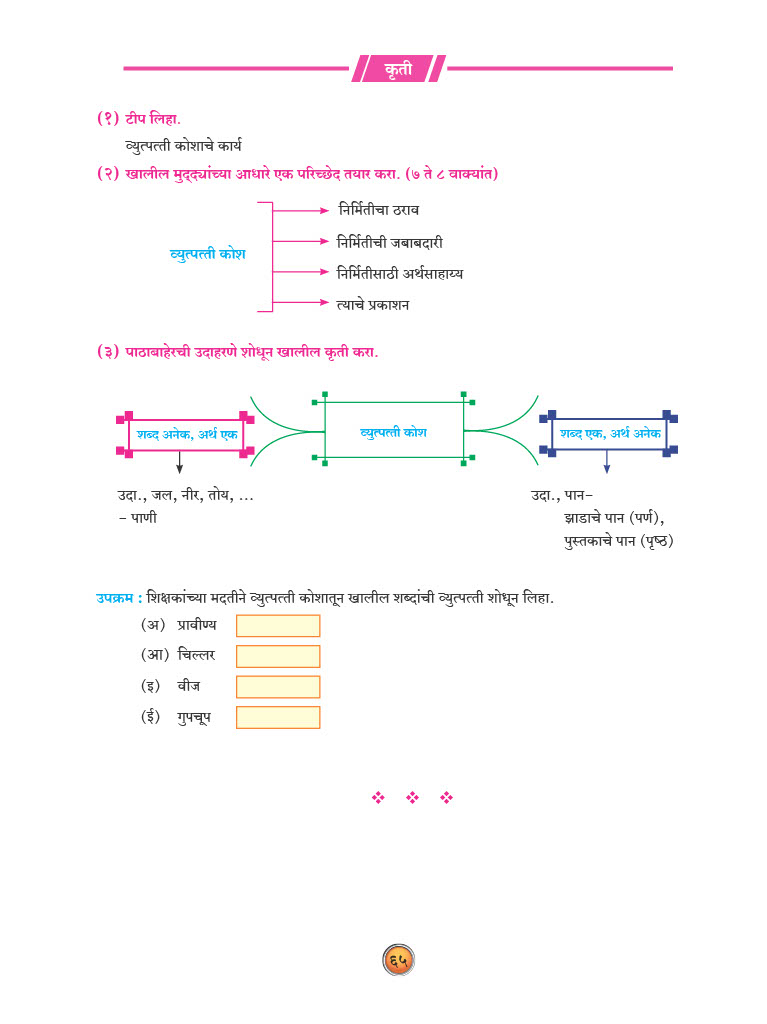 कृती
(१) टीप लिहा.
व्युत्पत्ती कोशाचे कार्य
(२) खालील मुद्द्यांच्या आधारे एक परिच्छेद तयार करा. (७ ते ८ वाक्यांत)
निर्मितीचा ठराव
निर्मितीची जबाबदारी
व्युत्पत्ती कोश
निर्मितीसाठी अर्थसाहाय्य
त्याचे प्रकाशन
(३) पाठाबाहेरची उदाहरणे शोधून खालील कृती करा.
शब्द अनेक, अर्थ एक
व्युत्पत्ती कोश
शब्द एक, अर्थ अनेक
उदा., जल, नीर, तोय, ...
– पाणी
उदा., पान–
झाडाचे पान (पर्ण),
पुस्तकाचे पान (पृष्ठ)
उपक्रम : शिक्षकांच्या मदतीने व्युत्पत्ती कोशातून खालील शब्दांची व्युत्पत्ती शोधून लिहा.
(अ) प्रावीण्य
(आ) चिल्लर
(इ) वीज
(ई) गुपचूप
६५